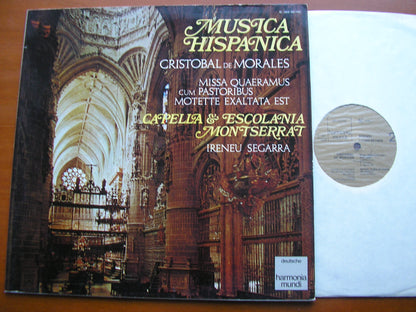 MUSICA
HISPANICA
CRISTOBAL DE MORALES
MISSA QUAERAMUS
CUM PASTORIBUS
MOTETTE EXALTATA EST
CAPELLA & ESCOLANIA
MONTSERRAT
IRENEU SEGARRA
deutsche
harmonia
mundi